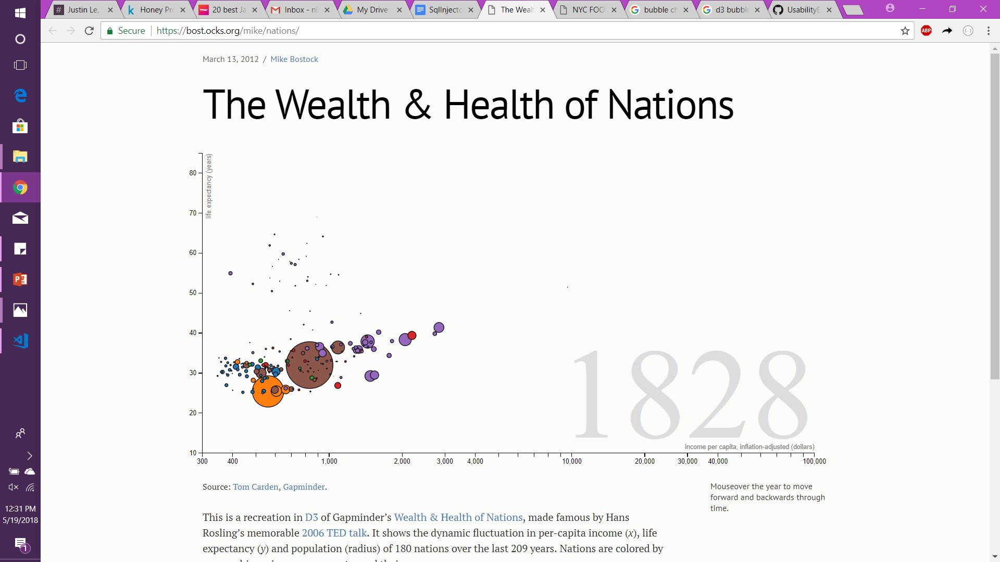 Justin Le,
Honey Pr
20 best Ja
Inbox - ni
My Drive
SqlInjecto
The Wealt
NYC FOO
bubble ch
d3 bubble
UsabilityE
Secure
https://bost.ocks.org/mike/nations/
ABP
March 13, 2012 / Mike Bostock
The Wealth & Health of Nations
life expectancy (years)
80
70
60
50
40
30
20
10
1828
income per capita, inflation-adjusted (dollars)
300 400 1,000 2,000 3,000 4,000 10,000 20,000 30,000 40,000 100,000
Source: Tom Carden, Gapminder.
Mouseover the year to move
forward and backwards through
time.
This is a recreation in D3 of Gapminder’s Wealth & Health of Nations, made famous by Hans
Rosling’s memorable 2006 TED talk. It shows the dynamic fluctuation in per-capita income (x), life
expectancy (y) and population (radius) of 180 nations over the last 209 years. Nations are colored by
12:31 PM
5/19/2018
1